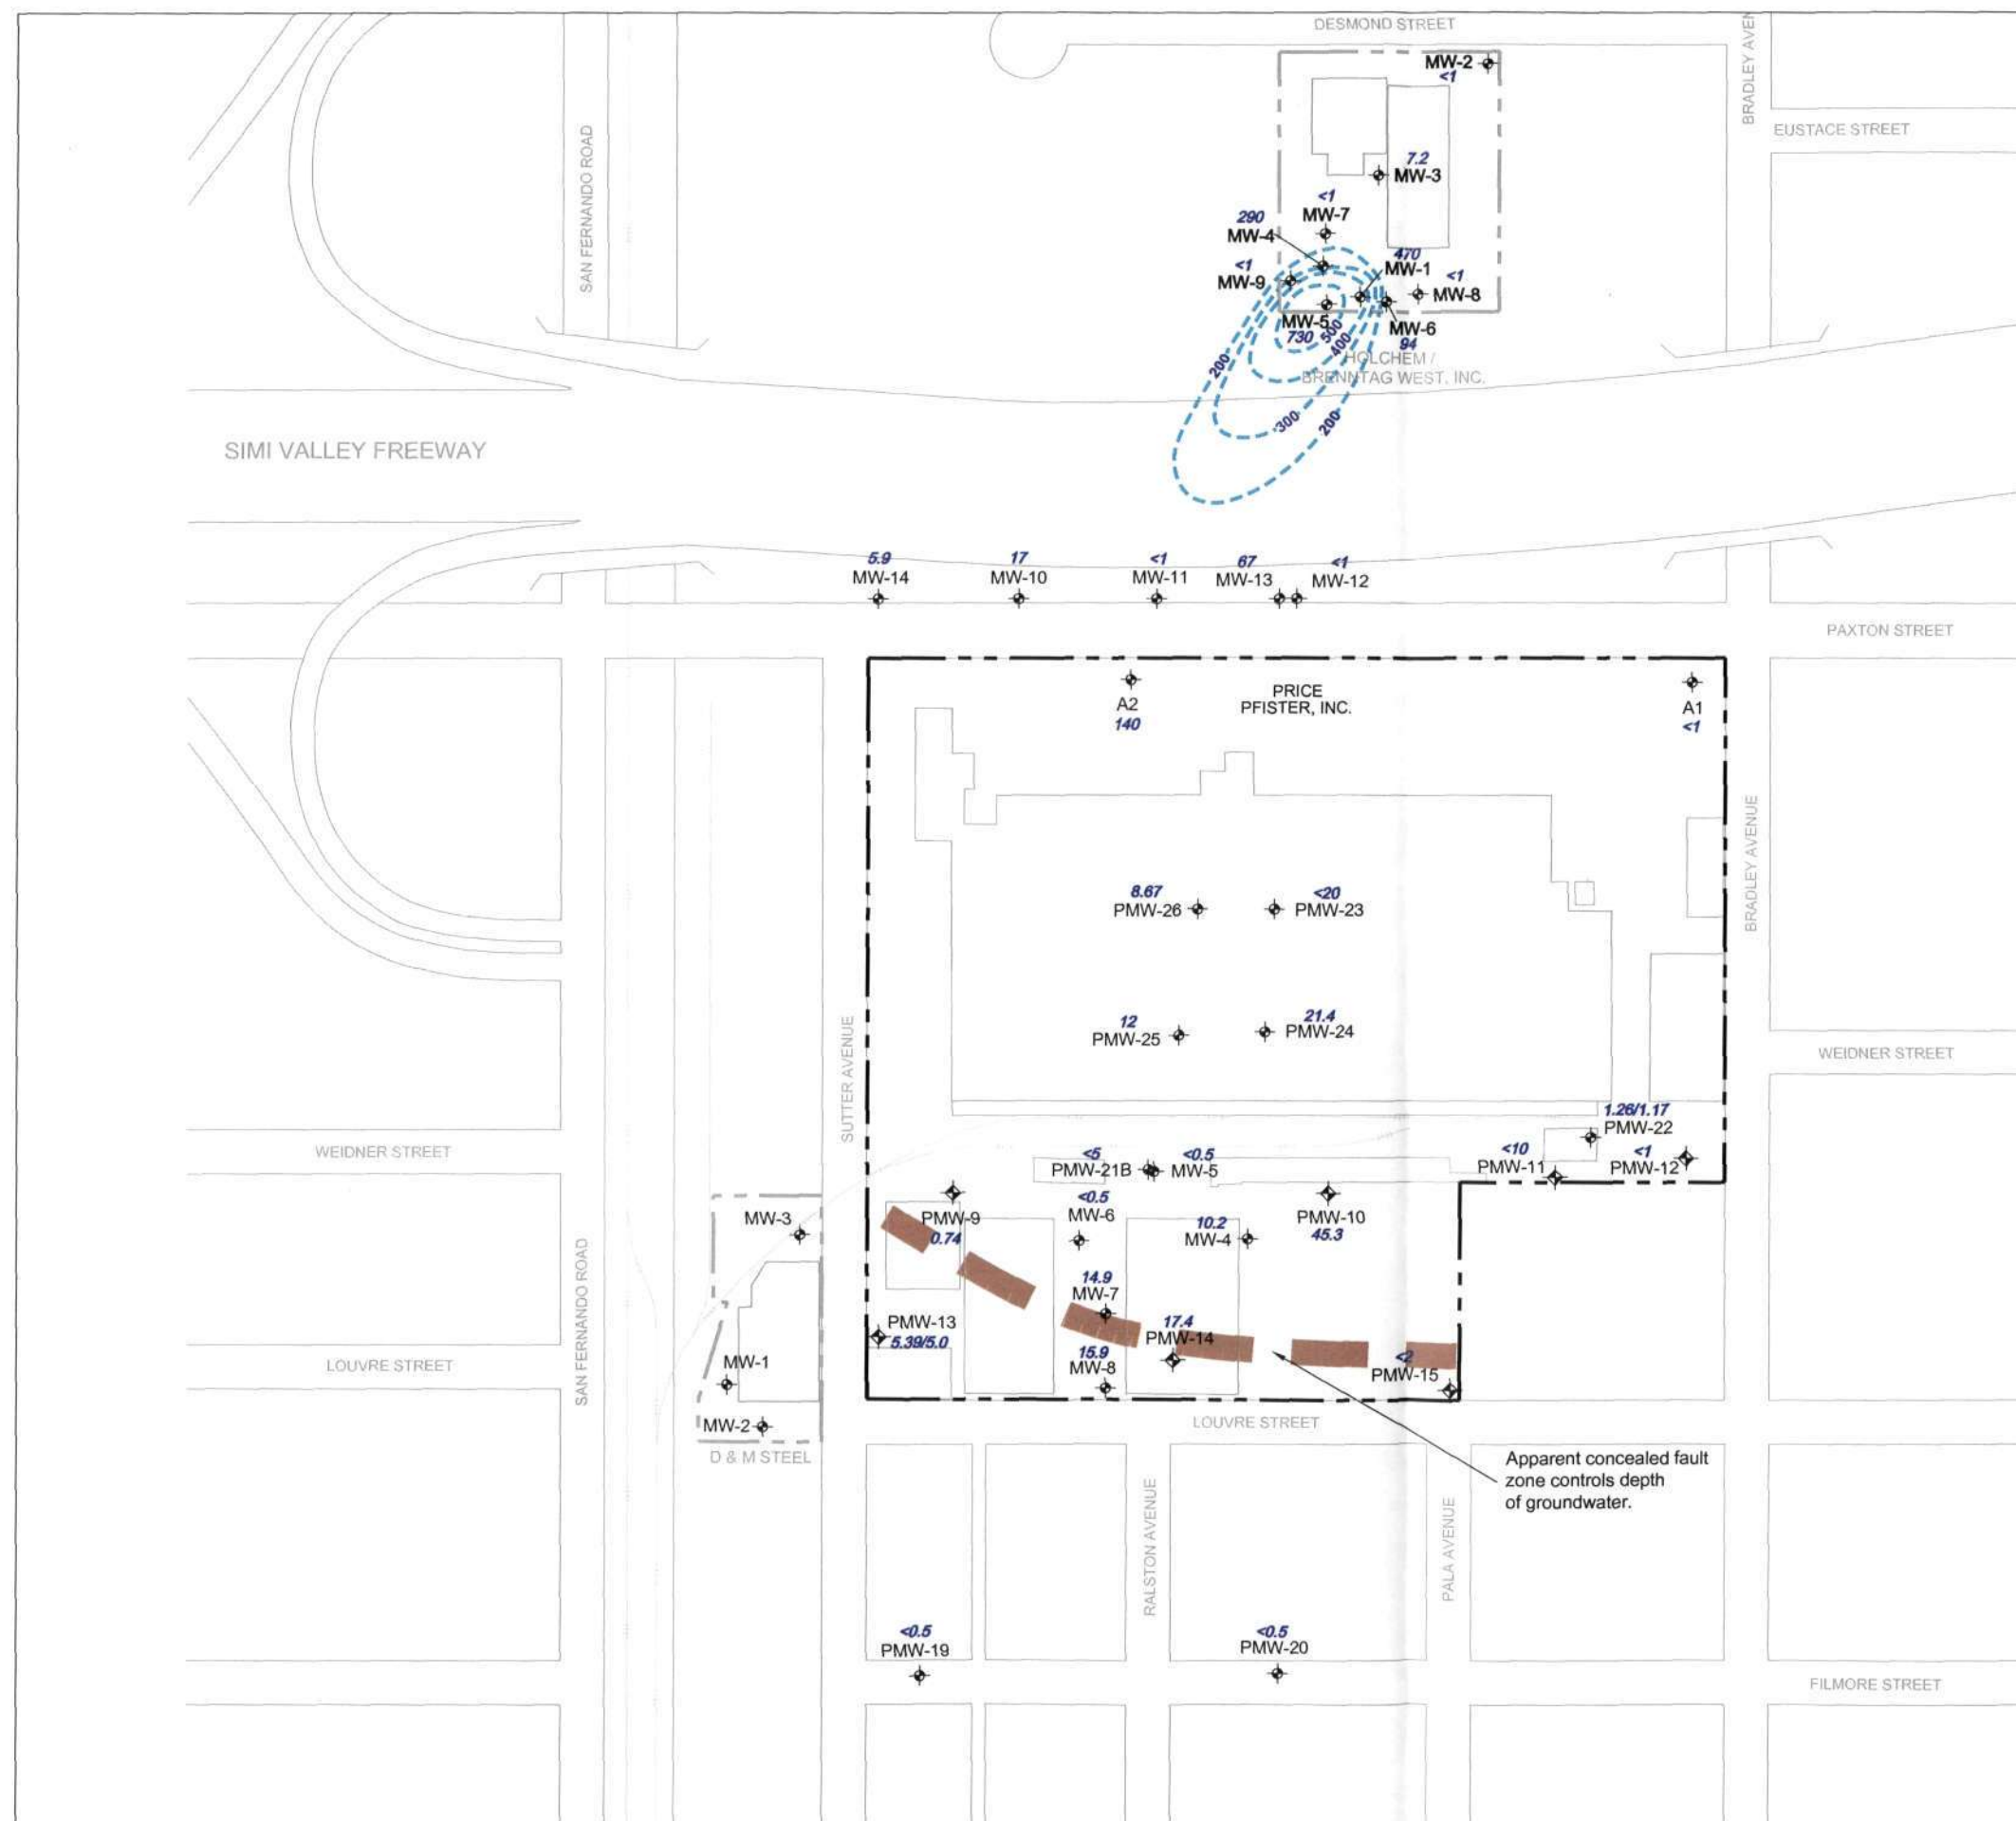 DESMOND STREET
BRADLEY AVEN
MW-2
<1
EUSTACE STREET
SAN FERNANDO ROAD
7.2
MW-3
<1
MW-7
290
MW-4
470
MW-1
<1
MW-9
<1
MW-8
MW-5
730
500
MW-6
94
400
200
HOLCHEM /
BRENNTAG WEST, INC.
300
200
SIMI VALLEY FREEWAY
5.9
MW-14
17
MW-10
<1
MW-11
67
MW-13
<1
MW-12
PAXTON STREET
A2
140
PRICE
PFISTER, INC.
A1
<1
BRADLEY AVENUE
8.67
PMW-26
<20
PMW-23
12
PMW-25
21.4
PMW-24
SUTTER AVENUE
WEIDNER STREET
WEIDNER STREET
1.26/1.17
PMW-22
<5
PMW-21B
<0.5
MW-5
<10
PMW-11
<1
PMW-12
MW-3
PMW-9
0.74
<0.5
MW-6
10.2
MW-4
PMW-10
45.3
SAN FERNANDO ROAD
14.9
MW-7
PMW-13
5.39/5.0
17.4
PMW-14
LOUVRE STREET
MW-1
15.9
MW-8
<2
PMW-15
MW-2
D & M STEEL
LOUVRE STREET
Apparent concealed fault
zone controls depth
of groundwater.
RALSTON AVENUE
PALA AVENUE
<0.5
PMW-19
<0.5
PMW-20
FILMORE STREET